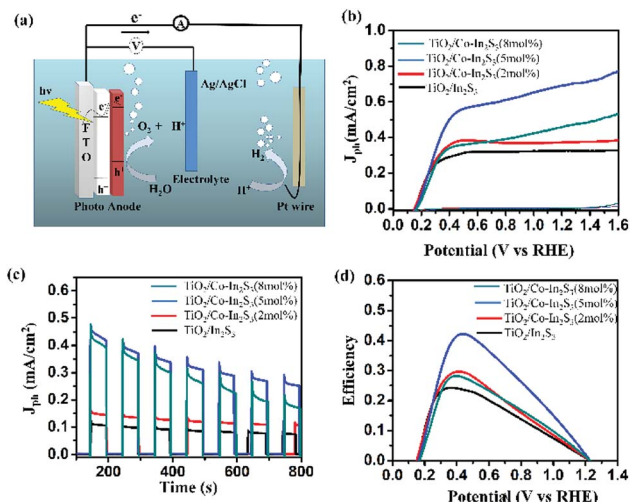 (a)
e-
A
V
Ag/AgCl
hν
e-
e-
F
T
O
O2 +
H+
H2
h+
H2O
Electrolyte
H+
h+
Photo Anode
Pt wire
(b)
TiO2/Co-In2S3(8mol%)
TiO2/Co-In2S3(5mol%)
TiO2/Co-In2S3(2mol%)
TiO2/In2S3
Jph(mA/cm2)
1.0
0.8
0.6
0.4
0.2
0.0
0.0 0.2 0.4 0.6 0.8 1.0 1.2 1.4 1.6
Potential (V vs RHE)
(c)
TiO2/Co-In2S3(8mol%)
TiO2/Co-In2S3(5mol%)
TiO2/Co-In2S3(2mol%)
TiO2/In2S3
Jph(mA/cm2)
0.6
0.5
0.4
0.3
0.2
0.1
0.0
200 400 600 800
Time (s)
(d)
TiO2/Co-In2S3(8mol%)
TiO2/Co-In2S3(5mol%)
TiO2/Co-In2S3(2mol%)
TiO2/In2S3
Efficiency
0.6
0.5
0.4
0.3
0.2
0.1
0.0
0.0 0.2 0.4 0.6 0.8 1.0 1.2 1.4 1.6
Potential (V vs RHE)